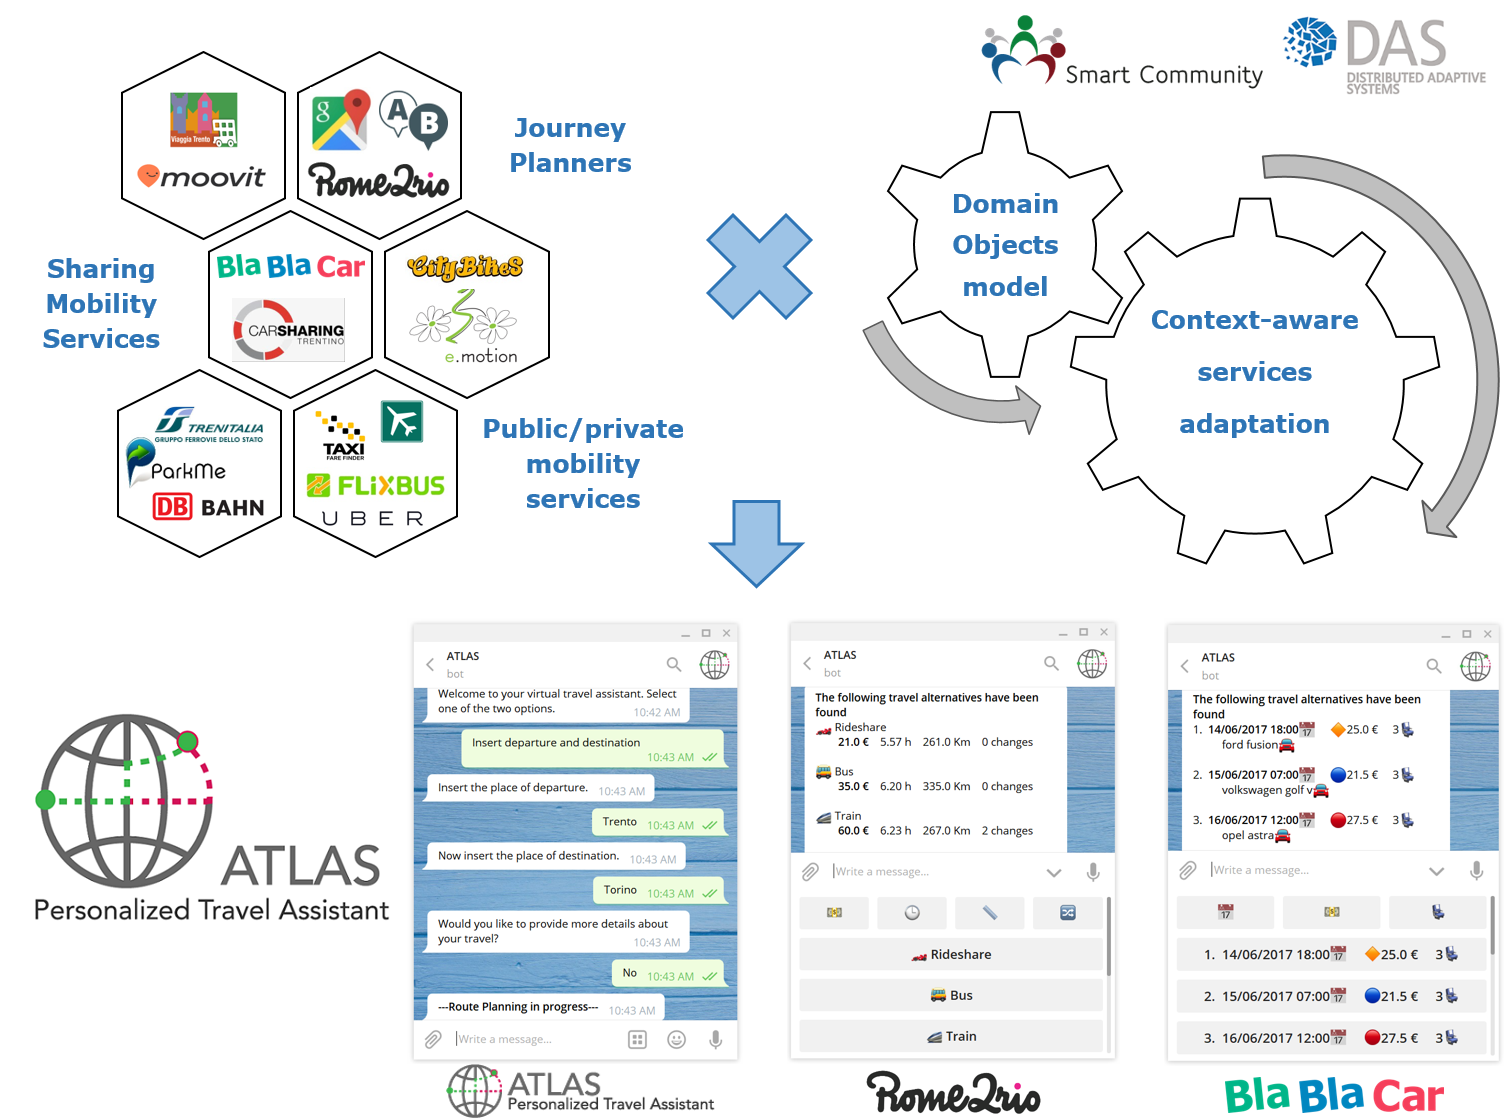 Smart Community
DAS
DISTRIBUTED ADAPTIVE
SYSTEMS
Viaggia Trento
moovit
g
A
B
Rome2rio
Journey
Planners
Sharing
Mobility
Services
Bla Bla Car
CARSHARING
TRENTINO
CityBikes
e.motion
TRENITALIA
GRUPPO FERROVIE DELLO STATO
ParkMe
DB BAHN
TAXI
FARE FINDER
FLiXBUS
UBER
Public/private
mobility
services
Domain
Objects
model
Context-aware
services
adaptation
ATLAS
Personalized Travel Assistant
ATLAS
bot
Welcome to your virtual travel assistant. Select
one of the two options.
10:42 AM
Insert departure and destination
10:43 AM
Insert the place of departure. 10:43 AM
Trento 10:43 AM
Now insert the place of destination. 10:43 AM
Torino 10:43 AM
Would you like to provide more details about
your travel?
10:43 AM
No 10:43 AM
---Route Planning in progress--- 10:43 AM
Write a message...
ATLAS
Personalized Travel Assistant
ATLAS
bot
The following travel alternatives have been
found
Rideshare
21.0 € 5.57 h 261.0 Km 0 changes
Bus
35.0 € 6.20 h 335.0 Km 0 changes
Train
60.0 € 6.23 h 267.0 Km 2 changes
Write a message...
Rideshare
Bus
Train
Rome2rio
ATLAS
bot
The following travel alternatives have been
found
1. 14/06/2017 18:00 17 25.0 € 3
ford fusion
2. 15/06/2017 07:00 17 21.5 € 3
volkswagen golf v
3. 16/06/2017 12:00 17 27.5 € 3
opel astra
Write a message...
17
1. 14/06/2017 18:00 17 25.0 € 3
2. 15/06/2017 07:00 17 21.5 € 3
3. 16/06/2017 12:00 17 27.5 € 3
Bla Bla Car